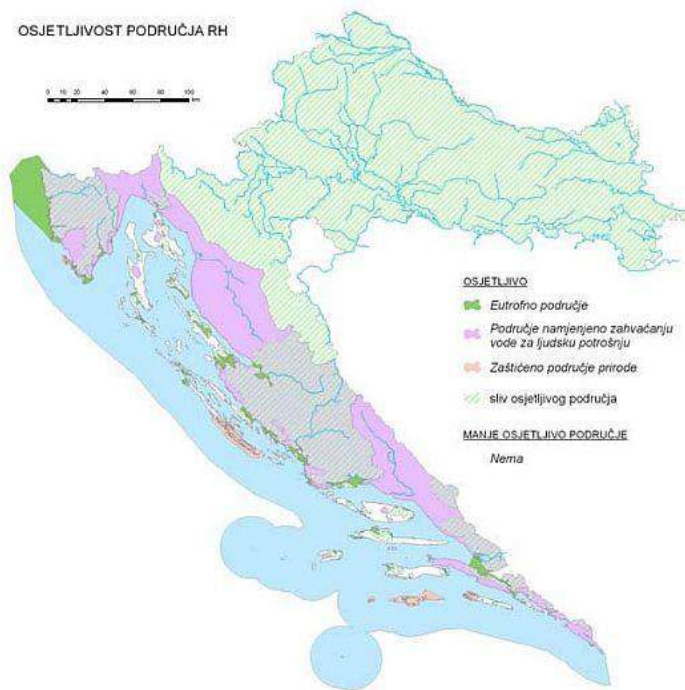 OSJETLJIVOST PODRUČJA RH
0 10 20 40 60 80 100
km
OSJETLJIVO
Eutrofno područje
Područje namjenjeno zahvaćanju
vode za ljudsku potrošnju
Zaštićeno područje prirode
sliv osjetljivog područja
MANJE OSJETLJIVO PODRUČJE
Nema